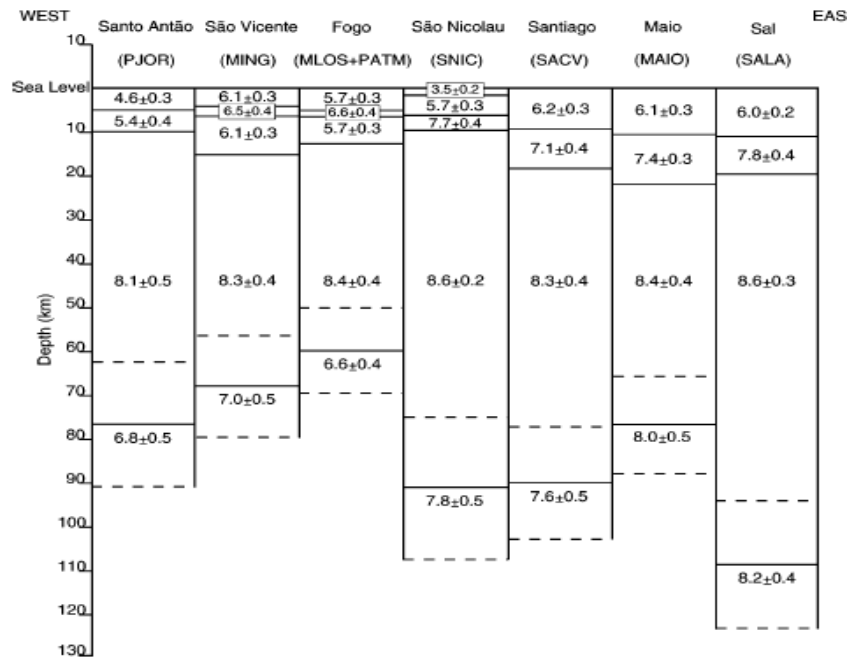 WEST EAS
Santo Antão São Vicente Fogo São Nicolau Santiago Maio Sal
(PJOR) (MING) (MLOS+PATM) (SNIC) (SACV) (MAIO) (SALA)
10
Sea Level
3.5±0.2
4.6±0.3 6.1±0.3 5.7±0.3 5.7±0.3 6.2±0.3 6.1±0.3 6.0±0.2
6.5±0.4 6.6±0.4
5.4±0.4 6.1±0.3 5.7±0.3 7.7±0.4
10
7.1±0.4 7.4±0.3 7.8±0.4
20
30
40
8.1±0.5 8.3±0.4 8.4±0.4 8.6±0.2 8.3±0.4 8.4±0.4 8.6±0.3
50
Depth (km)
60
6.6±0.4
70
7.0±0.5
80
6.8±0.5 8.0±0.5
90
7.8±0.5 7.6±0.5
100
110
8.2±0.4
120
130